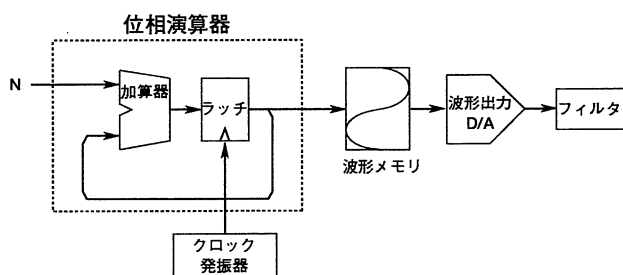 位相演算器
N
加算器
ラッチ
波形メモリ
波形出力
D/A
フィルタ
クロック
発振器